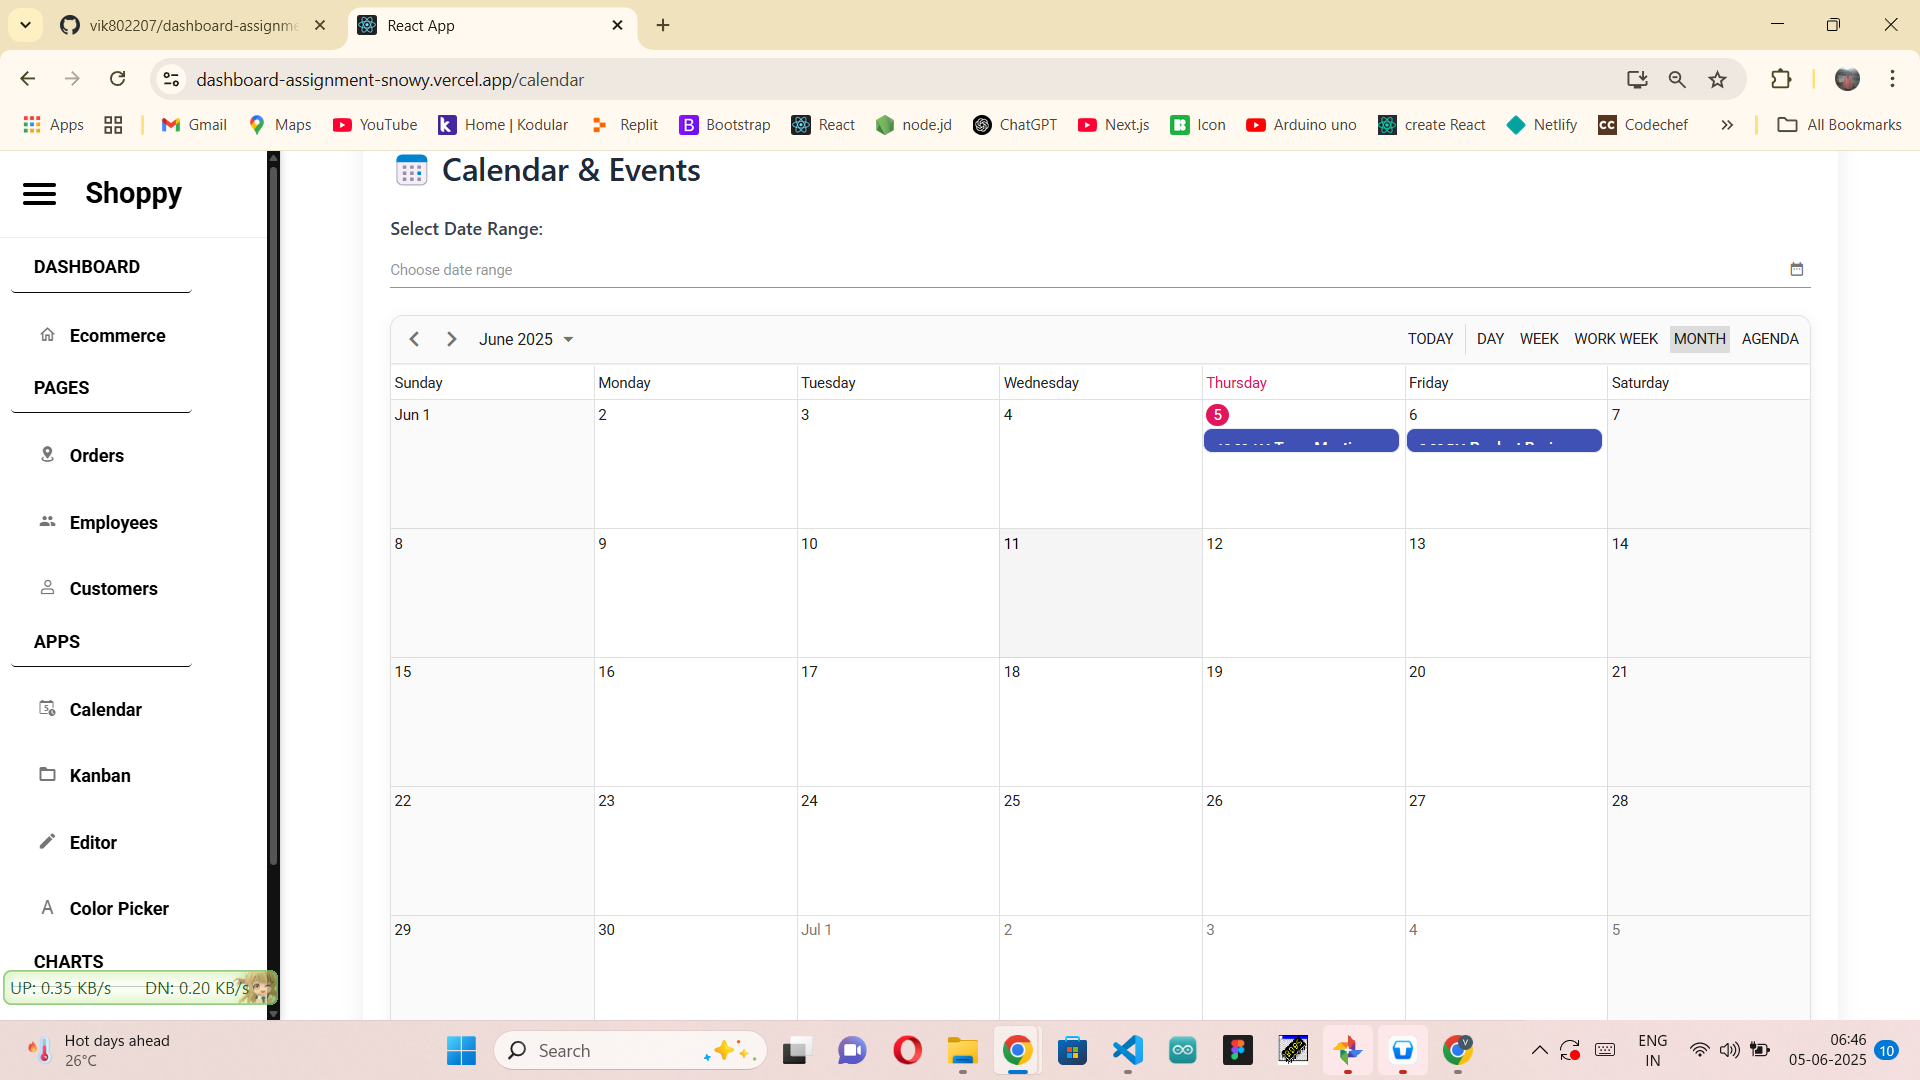 vik802207/dashboard-assignme
React App
dashboard-assignment-snowy.vercel.app/calendar
Apps
Gmail
Maps
YouTube
Home | Kodular
Replit
Bootstrap
React
node.jd
ChatGPT
Next.js
Icon
Arduino uno
create React
Netlify
Codechef
All Bookmarks
Shoppy
DASHBOARD
Ecommerce
PAGES
Orders
Employees
Customers
APPS
Calendar
Kanban
Editor
Color Picker
CHARTS
UP: 0.35 KB/s DN: 0.20 KB/s
Calendar & Events
Select Date Range:
Choose date range
June 2025
TODAY DAY WEEK WORK WEEK MONTH AGENDA
Sunday Monday Tuesday Wednesday Thursday Friday Saturday
Jun 1 2 3 4 5 6 7
8 9 10 11 12 13 14
15 16 17 18 19 20 21
22 23 24 25 26 27 28
29 30 Jul 1 2 3 4 5
Hot days ahead
26°C
Search
ENG
IN
06:46
05-06-2025
10